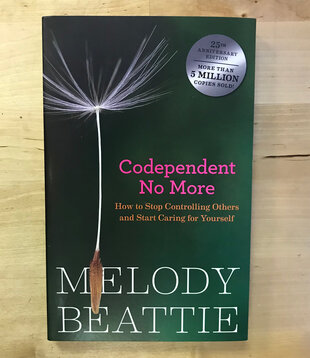 25TH
ANNIVERSARY
EDITION
MORE THAN
5 MILLION
COPIES SOLD!
Codependent
No More
How to Stop Controlling Others
and Start Caring for Yourself
MELODY
BEATTIE